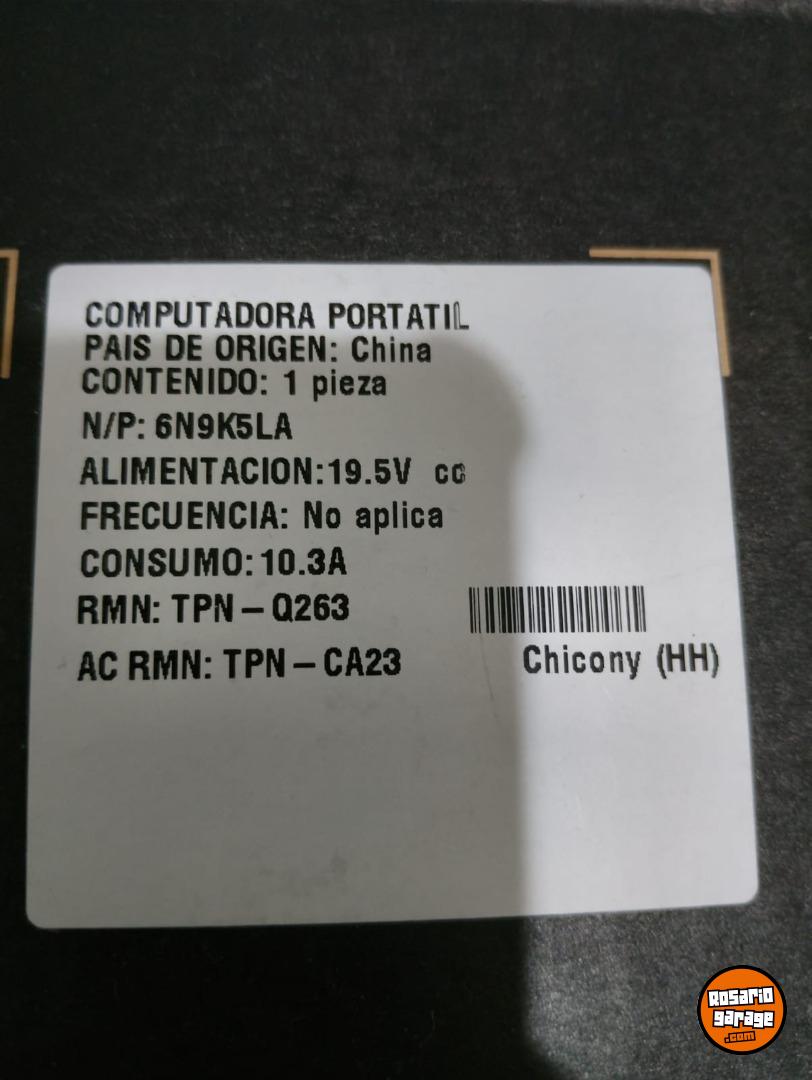 COMPUTADORA PORTATIL
PAIS DE ORIGEN: China
CONTENIDO: 1 pieza
N/P: 6N9K5LA
ALIMENTACION:19.5V cc
FRECUENCIA: No aplica
CONSUMO:10.3A
RMN: TPN-Q263
AC RMN: TPN-CA23 Chicony (HH)
Rosario
garage
.com